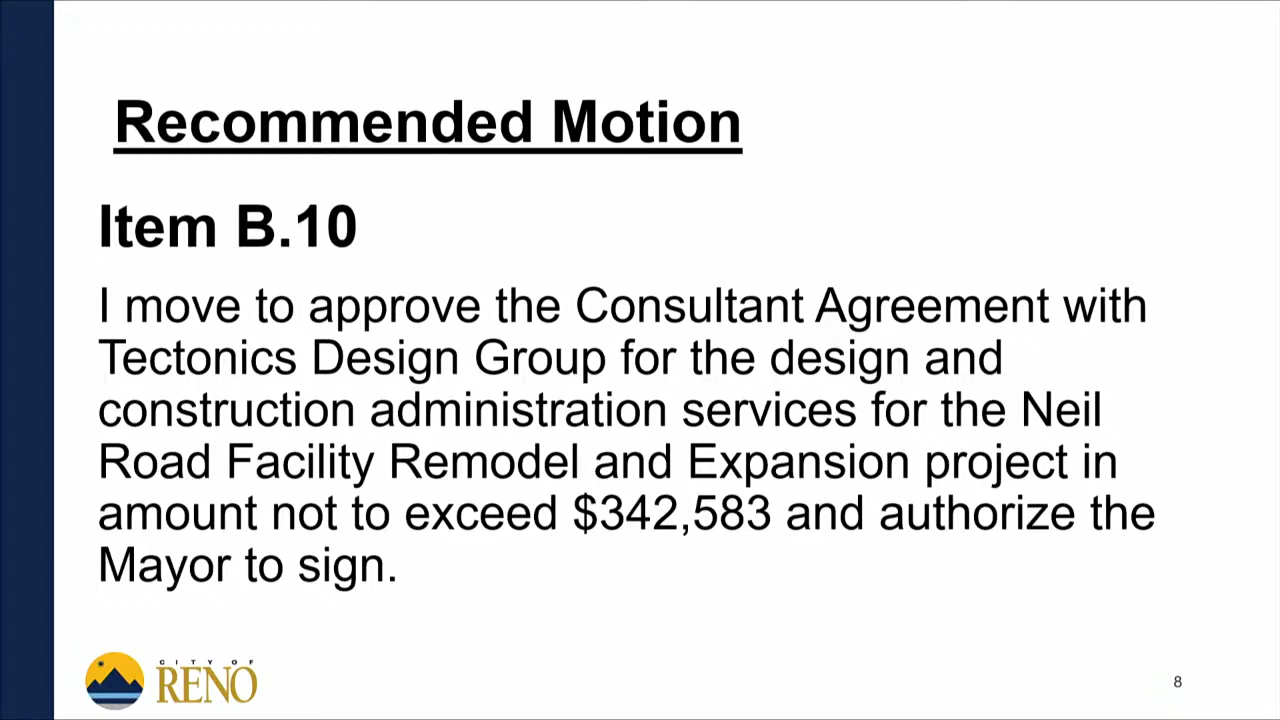 Recommended Motion
Item B.10
I move to approve the Consultant Agreement with
Tectonics Design Group for the design and
construction administration services for the Neil
Road Facility Remodel and Expansion project in
amount not to exceed $342,583 and authorize the
Mayor to sign.
CITY OF
RENO
8